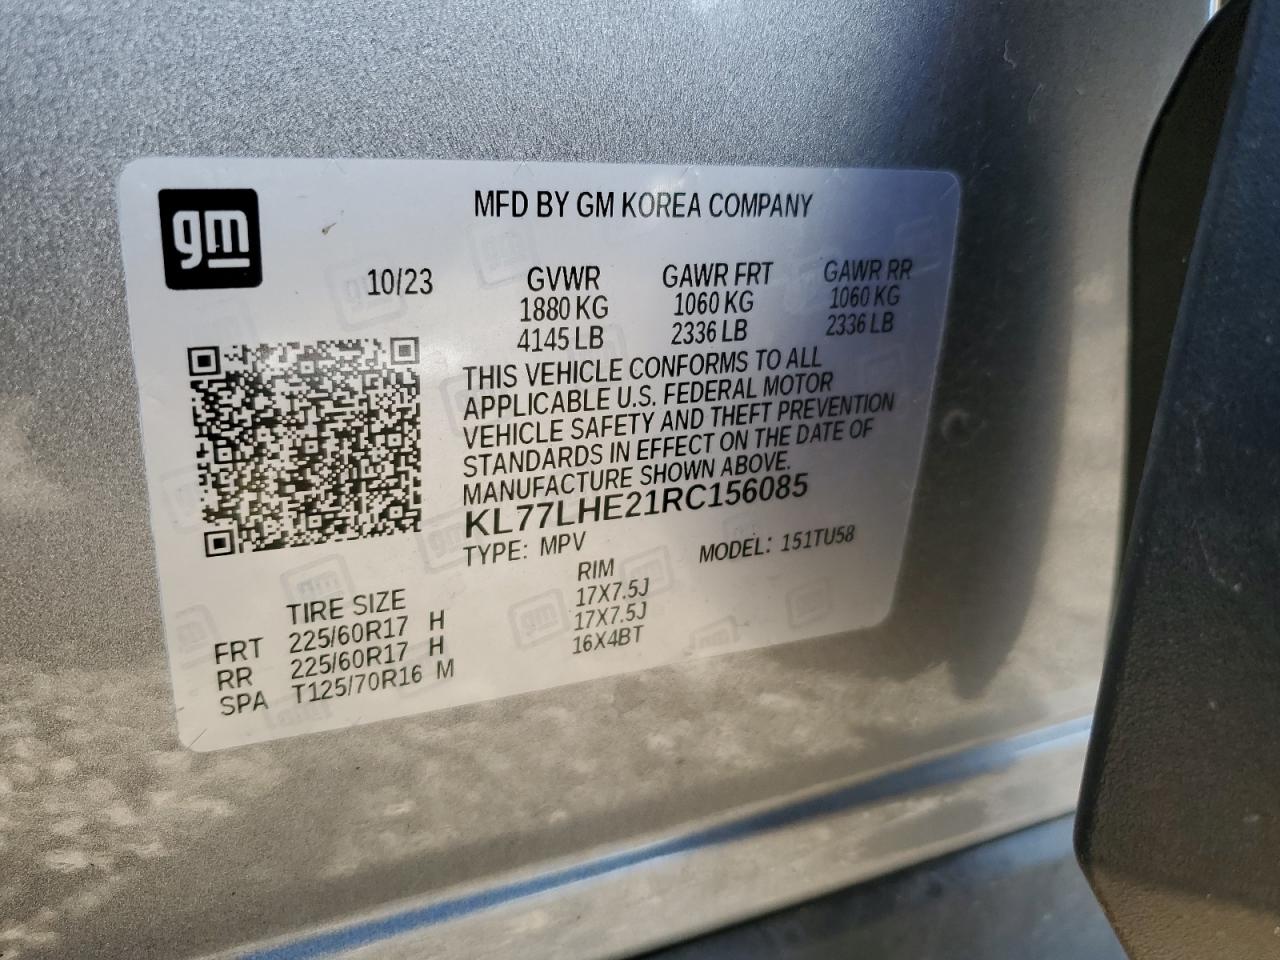 gm
MFD BY GM KOREA COMPANY
10/23 GVWR GAWR FRT GAWR RR
1880 KG 1060 KG 1060 KG
4145 LB 2336 LB 2336 LB
THIS VEHICLE CONFORMS TO ALL
APPLICABLE U.S. FEDERAL MOTOR
VEHICLE SAFETY AND THEFT PREVENTION
STANDARDS IN EFFECT ON THE DATE OF
MANUFACTURE SHOWN ABOVE.
KL77LHE21RC156085
TYPE: MPV MODEL: 151TU58
TIRE SIZE RIM
FRT 225/60R17 H 17X7.5J
RR 225/60R17 H 17X7.5J
SPA T125/70R16 M 16X4BT